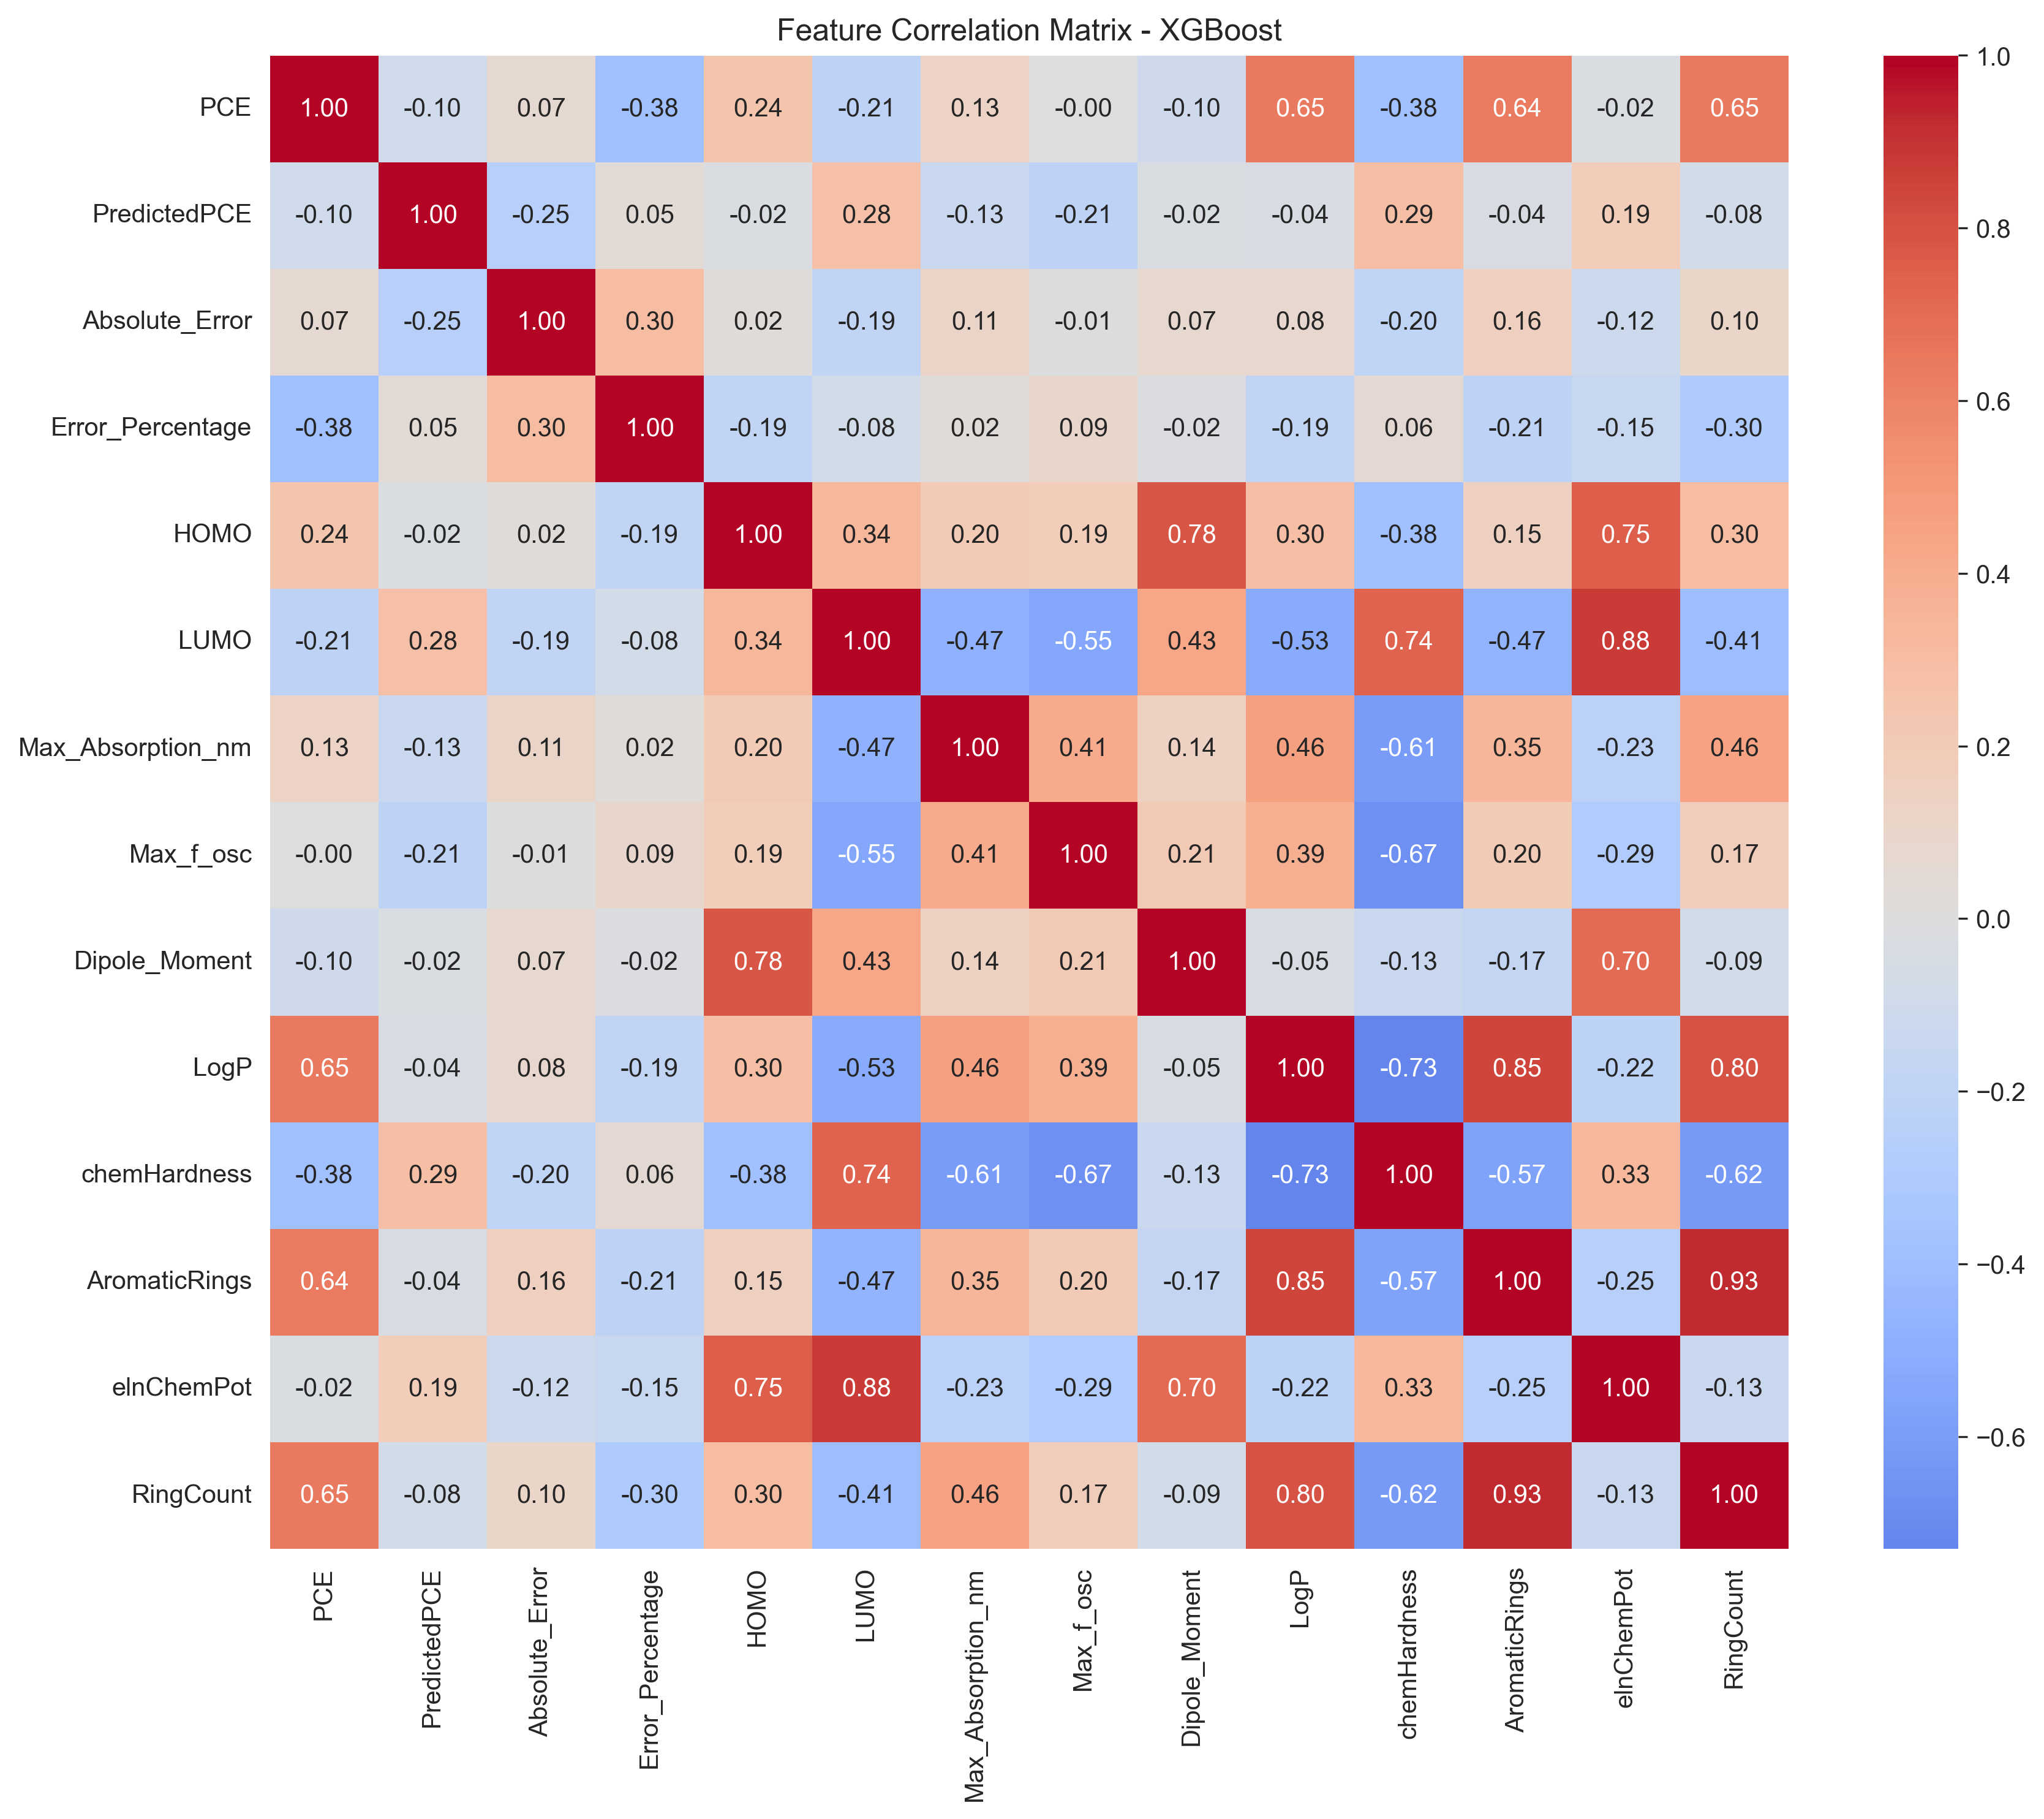 Feature Correlation Matrix - XGBoost
PCE 1.00 -0.10 0.07 -0.38 0.24 -0.21 0.13 -0.00 -0.10 0.65 -0.38 0.64 -0.02 0.65
PredictedPCE -0.10 1.00 -0.25 0.05 -0.02 0.28 -0.13 -0.21 -0.02 -0.04 0.29 -0.04 0.19 -0.08
Absolute_Error 0.07 -0.25 1.00 0.30 0.02 -0.19 0.11 -0.01 0.07 0.08 -0.20 0.16 -0.12 0.10
Error_Percentage -0.38 0.05 0.30 1.00 -0.19 -0.08 0.02 0.09 -0.02 -0.19 0.06 -0.21 -0.15 -0.30
HOMO 0.24 -0.02 0.02 -0.19 1.00 0.34 0.20 0.19 0.78 0.30 -0.38 0.15 0.75 0.30
LUMO -0.21 0.28 -0.19 -0.08 0.34 1.00 -0.47 -0.55 0.43 -0.53 0.74 -0.47 0.88 -0.41
Max_Absorption_nm 0.13 -0.13 0.11 0.02 0.20 -0.47 1.00 0.41 0.14 0.46 -0.61 0.35 -0.23 0.46
Max_f_osc -0.00 -0.21 -0.01 0.09 0.19 -0.55 0.41 1.00 0.21 0.39 -0.67 0.20 -0.29 0.17
Dipole_Moment -0.10 -0.02 0.07 -0.02 0.78 0.43 0.14 0.21 1.00 -0.05 -0.13 -0.17 0.70 -0.09
LogP 0.65 -0.04 0.08 -0.19 0.30 -0.53 0.46 0.39 -0.05 1.00 -0.73 0.85 -0.22 0.80
chemHardness -0.38 0.29 -0.20 0.06 -0.38 0.74 -0.61 -0.67 -0.13 -0.73 1.00 -0.57 0.33 -0.62
AromaticRings 0.64 -0.04 0.16 -0.21 0.15 -0.47 0.35 0.20 -0.17 0.85 -0.57 1.00 -0.25 0.93
elnChemPot -0.02 0.19 -0.12 -0.15 0.75 0.88 -0.23 -0.29 0.70 -0.22 0.33 -0.25 1.00 -0.13
RingCount 0.65 -0.08 0.10 -0.30 0.30 -0.41 0.46 0.17 -0.09 0.80 -0.62 0.93 -0.13 1.00
PCE
PredictedPCE
Absolute_Error
Error_Percentage
HOMO
LUMO
Max_Absorption_nm
Max_f_osc
Dipole_Moment
LogP
chemHardness
AromaticRings
elnChemPot
RingCount
1.0
0.8
0.6
0.4
0.2
0.0
−0.2
−0.4
−0.6